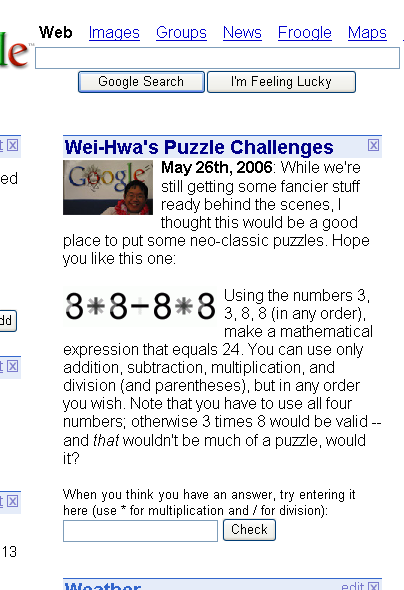 le™
Web Images Groups News Froogle Maps
Google Search I'm Feeling Lucky
Wei-Hwa's Puzzle Challenges
May 26th, 2006: While we're
still getting some fancier stuff
ready behind the scenes, I
thought this would be a good
place to put some neo-classic puzzles. Hope
you like this one:
Google
ed
3*3-8*8
Using the numbers 3,
3, 8, 8 (in any order),
make a mathematical
expression that equals 24. You can use only
addition, subtraction, multiplication, and
division (and parentheses), but in any order
you wish. Note that you have to use all four
numbers; otherwise 3 times 8 would be valid --
and that wouldn't be much of a puzzle, would
it?
dd
When you think you have an answer, try entering it
here (use * for multiplication and / for division):
Check
13
Weather edit